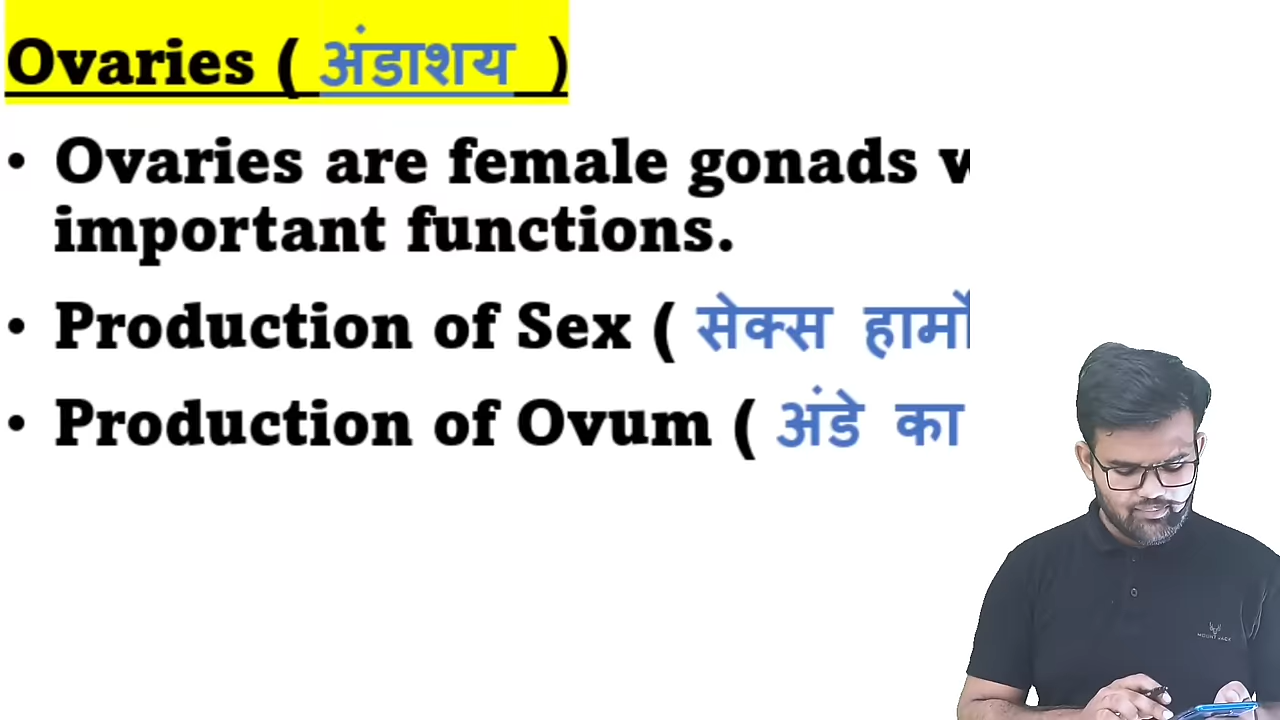 Ovaries ( अंडाशय )
• Ovaries are female gonads
important functions.
• Production of Sex ( सेक्स
• Production of Ovum ( अंडे का